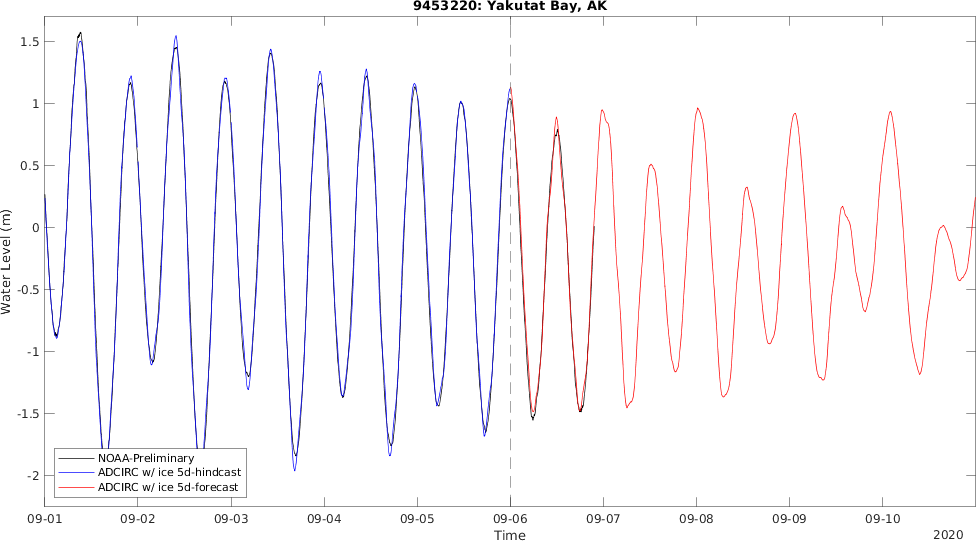 9453220: Yakutat Bay, AK
Water Level (m)
1.5
1
0.5
0
-0.5
-1
-1.5
-2
NOAA-Preliminary
ADCIRC w/ ice 5d-hindcast
ADCIRC w/ ice 5d-forecast
09-01 09-02 09-03 09-04 09-05 09-06 09-07 09-08 09-09 09-10
Time
2020